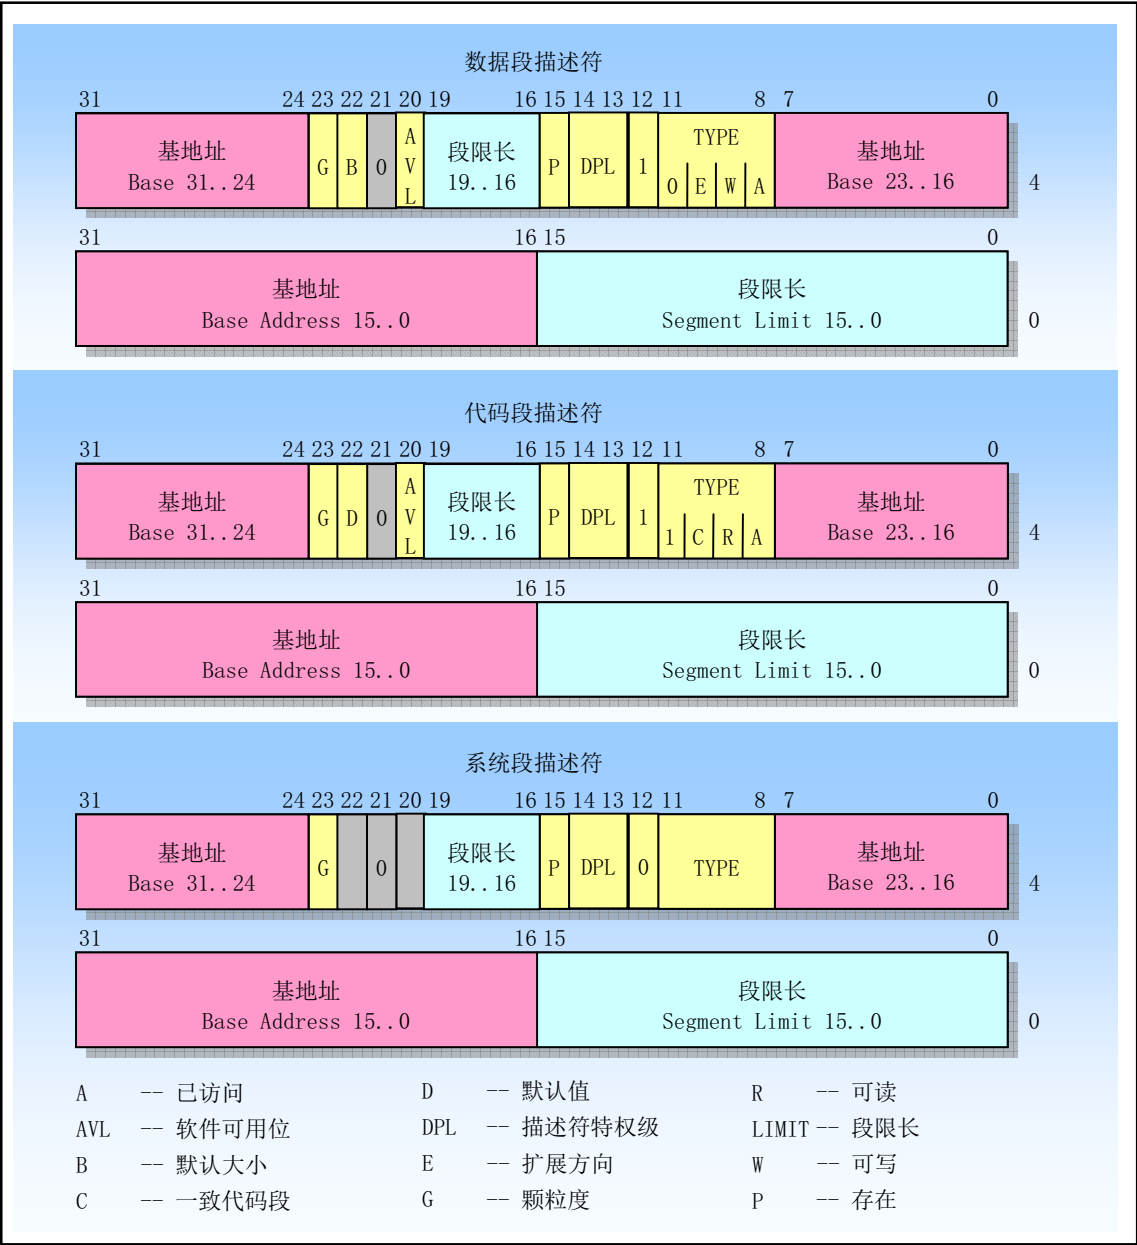 数据段描述符
31 24 23 22 21 20 19 16 15 14 13 12 11 8 7 0
基地址 Base 31..24 G B 0 AVL 段限长 19..16 P DPL 1 TYPE 0 E W A 基地址 Base 23..16 4
31 16 15 0
基地址 段限长
Base Address 15..0 Segment Limit 15..0 0
代码段描述符
31 24 23 22 21 20 19 16 15 14 13 12 11 8 7 0
基地址 Base 31..24 G D 0 AVL 段限长 19..16 P DPL 1 TYPE 1 C R A 基地址 Base 23..16 4
31 16 15 0
基地址 段限长
Base Address 15..0 Segment Limit 15..0 0
系统段描述符
31 24 23 22 21 20 19 16 15 14 13 12 11 8 7 0
基地址 Base 31..24 G 0 段限长 19..16 P DPL 0 TYPE 基地址 Base 23..16 4
31 16 15 0
基地址 段限长
Base Address 15..0 Segment Limit 15..0 0
A -- 已访问 D -- 默认值 R -- 可读
AVL -- 软件可用位 DPL -- 描述符特权级 LIMIT -- 段限长
B -- 默认大小 E -- 扩展方向 W -- 可写
C -- 一致代码段 G -- 颗粒度 P -- 存在